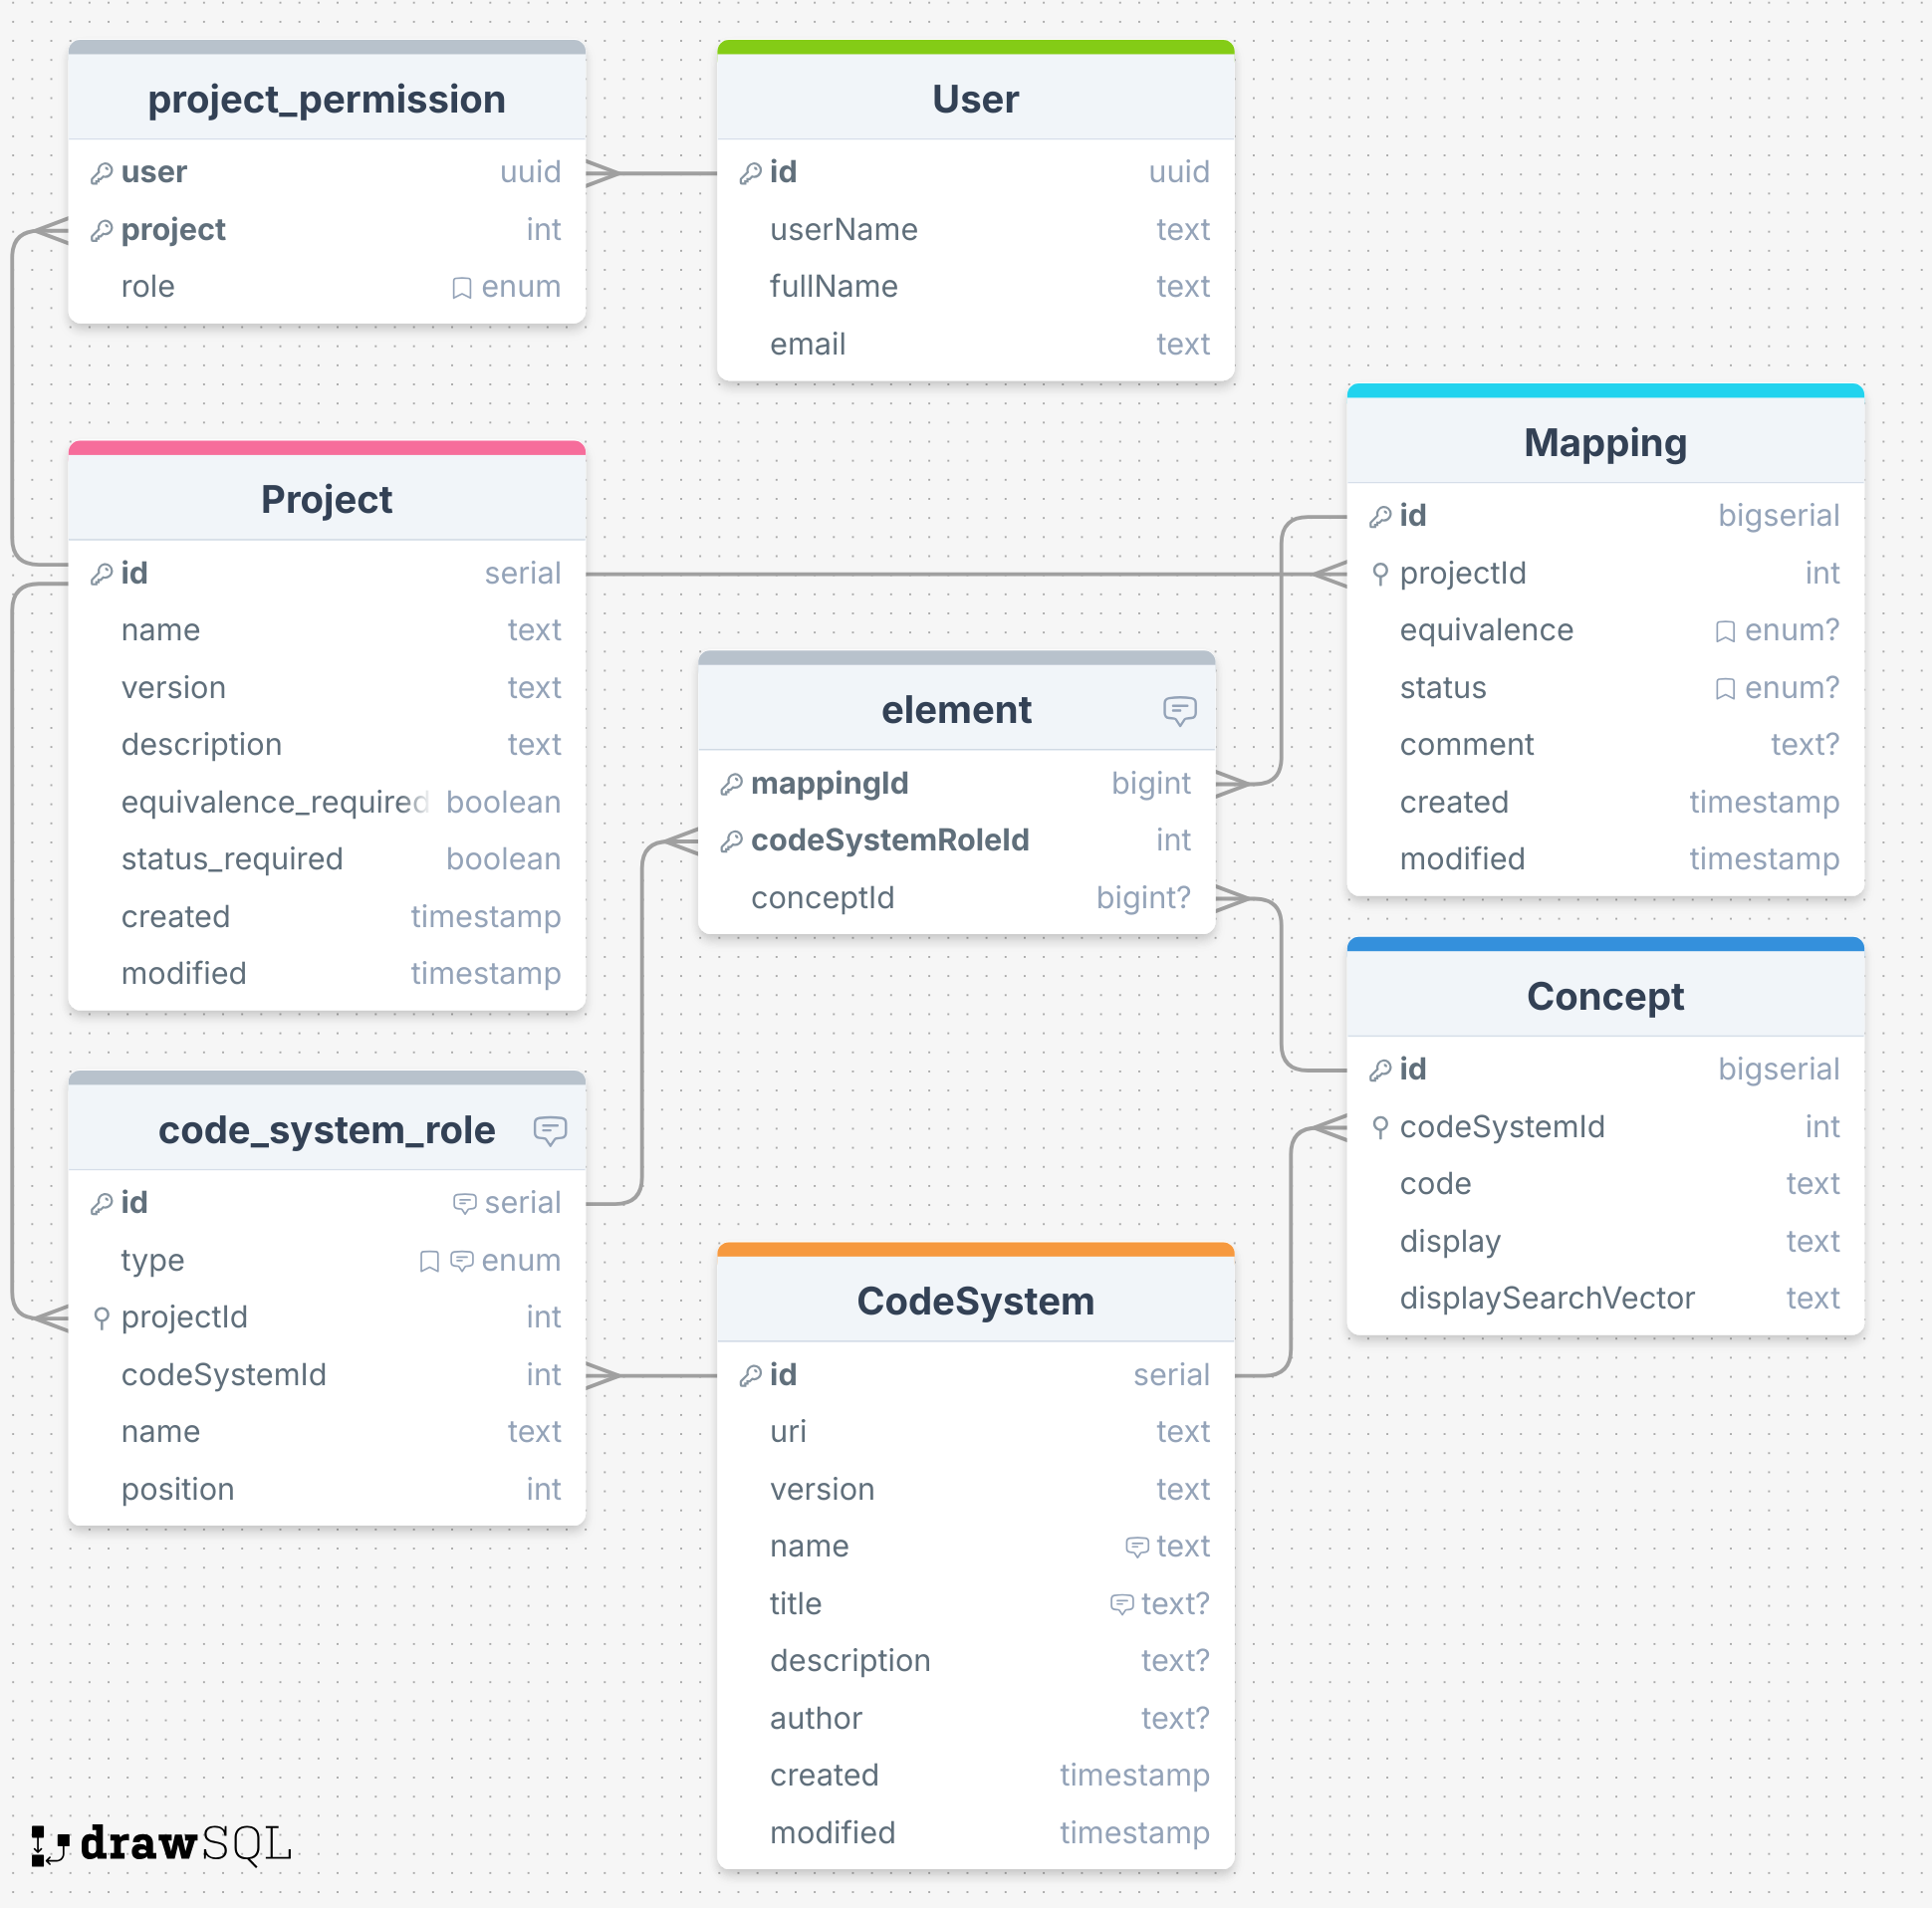 project_permission
user uuid
project int
role enum
User
id uuid
userName text
fullName text
email text
Project
id serial
name text
version text
description text
equivalence_required boolean
status_required boolean
created timestamp
modified timestamp
Mapping
id bigserial
projectId int
equivalence enum?
status enum?
comment text?
created timestamp
modified timestamp
element
mappingId bigint
codeSystemRoleId int
conceptId bigint?
Concept
id bigserial
codeSystemId int
code text
display text
displaySearchVector text
code_system_role
id serial
type enum
projectId int
codeSystemId int
name text
position int
CodeSystem
id serial
uri text
version text
name text
title text?
description text?
author text?
created timestamp
modified timestamp
drawSQL